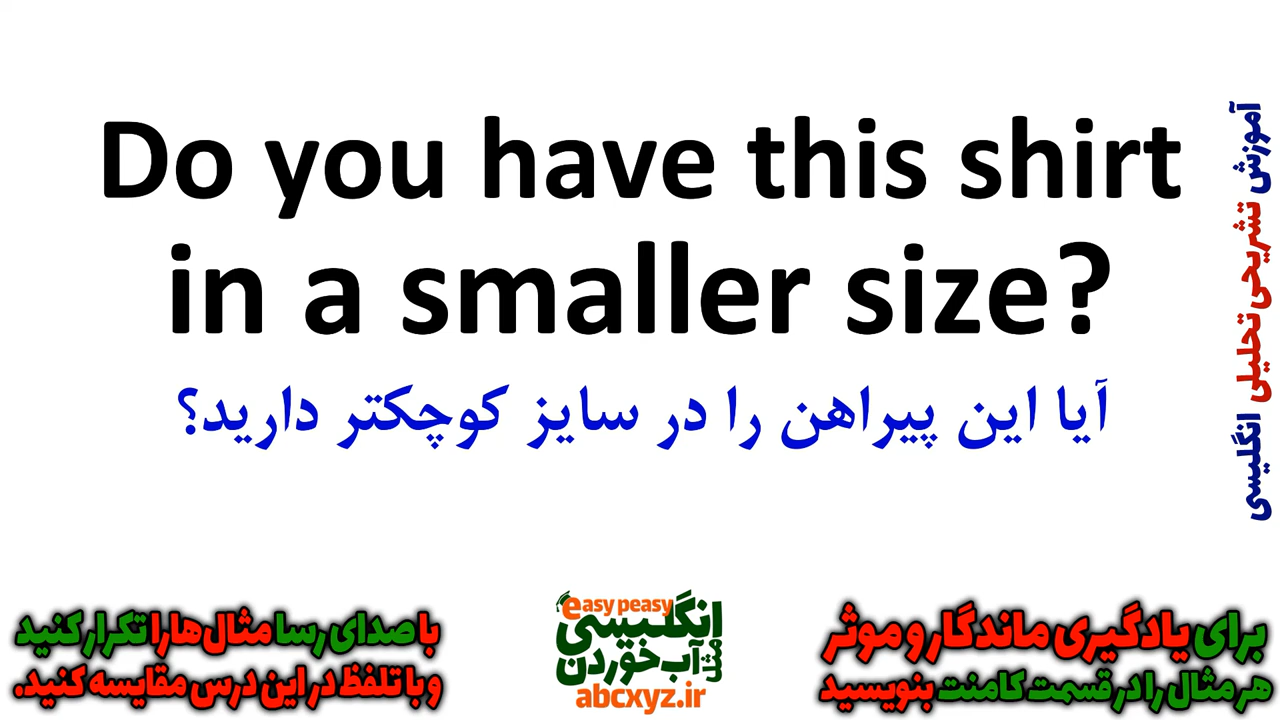 Do you have this shirt
in a smaller size?
آیا این پیراهن را در سایز کوچکتر دارید؟
آموزش تشریحی تحلیلی انگلیسی
برای یادگیری ماندگار و موثر
هر مثال را در قسمت کامنت بنویسید
easy peasy
انگلیسی
مثل آب خوردن
abcxyz.ir
با صدای رسا مثال‌ها را تکرار کنید
و با تلفظ در این درس مقایسه کنید.